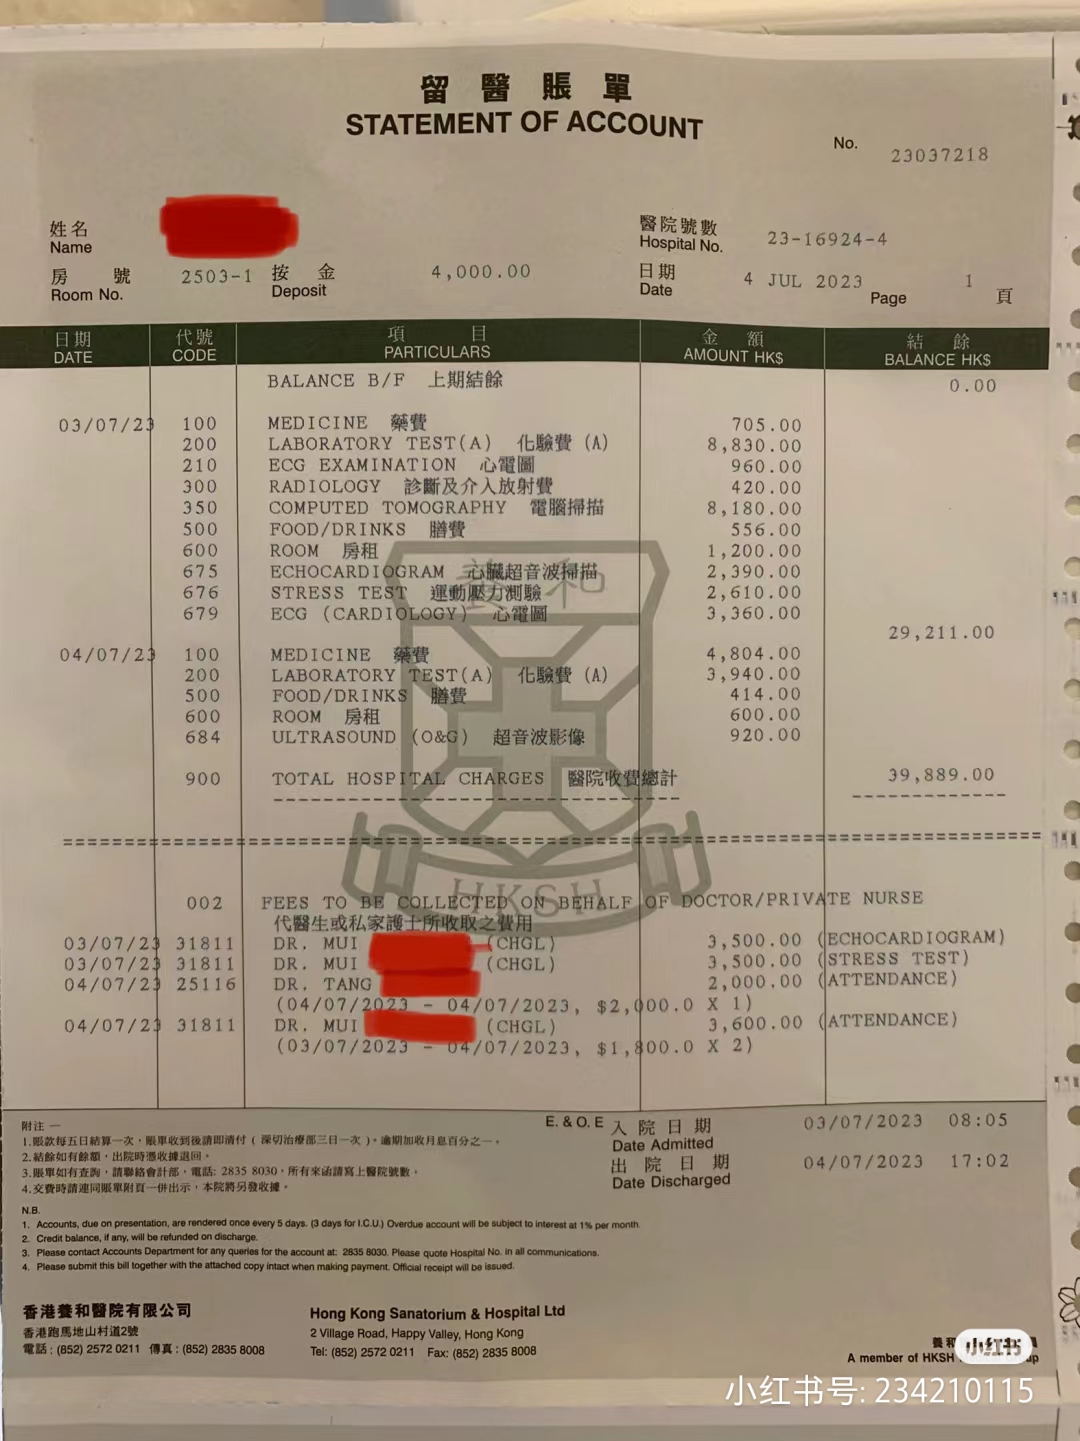 留醫賬單
STATEMENT OF ACCOUNT
No. 23037218
姓名
Name
醫院號數 23-16924-4
Hospital No.
房號 2503-1 按金 4,000.00
Room No. Deposit
日期 4 JUL 2023 1 頁
Date Page
日期 代號 項目 金額 結餘
DATE CODE PARTICULARS AMOUNT HK$ BALANCE HK$
BALANCE B/F 上期結餘 0.00
03/07/23 100 MEDICINE 藥費 705.00
200 LABORATORY TEST(A) 化驗費 (A) 8,830.00
210 ECG EXAMINATION 心電圖 960.00
300 RADIOLOGY 診斷及介入放射費 420.00
350 COMPUTED TOMOGRAPHY 電腦掃描 8,180.00
500 FOOD/DRINKS 膳費 556.00
600 ROOM 房租 1,200.00
675 ECHOCARDIOGRAM 心臟超音波掃描 2,390.00
676 STRESS TEST 運動壓力測驗 2,610.00
679 ECG (CARDIOLOGY) 心電圖 3,360.00
29,211.00
04/07/23 100 MEDICINE 藥費 4,804.00
200 LABORATORY TEST(A) 化驗費 (A) 3,940.00
500 FOOD/DRINKS 膳費 414.00
600 ROOM 房租 600.00
684 ULTRASOUND (O&G) 超音波影像 920.00
900 TOTAL HOSPITAL CHARGES 醫院收費總計 39,889.00
養和
HKSH
002 FEES TO BE COLLECTED ON BEHALF OF DOCTOR/PRIVATE NURSE
代醫生或私家護士所收取之費用
03/07/23 31811 DR. MUI (CHGL) 3,500.00 (ECHOCARDIOGRAM)
03/07/23 31811 DR. MUI (CHGL) 3,500.00 (STRESS TEST)
04/07/23 25116 DR. TANG 2,000.00 (ATTENDANCE)
(04/07/2023 - 04/07/2023, $2,000.0 X 1)
04/07/23 31811 DR. MUI (CHGL) 3,600.00 (ATTENDANCE)
(03/07/2023 - 04/07/2023, $1,800.0 X 2)
附注 —
E. & O. E
入院日期 03/07/2023 08:05
Date Admitted
出院日期 04/07/2023 17:02
Date Discharged
1.賬款每五日結算一次，賬單收到後請即清付 ( 深切治療部三日一次 )。逾期加收月息百分之一。
2.結餘如有餘額，出院時憑收據退回。
3.賬單如有查詢，請聯絡會計部，電話: 2835 8030，所有來函請寫上醫院號數。
4.交費時請連同賬單附頁一併出示，本院將另發收據。
N.B.
1. Accounts, due on presentation, are rendered once every 5 days. (3 days for I.C.U.) Overdue account will be subject to interest at 1% per month.
2. Credit balance, if any, will be refunded on discharge.
3. Please contact Accounts Department for any queries for the account at: 2835 8030. Please quote Hospital No. in all communications.
4. Please submit this bill together with the attached copy intact when making payment. Official receipt will be issued.
香港養和醫院有限公司
香港跑馬地山村道2號
電話 : (852) 2572 0211 傳真 : (852) 2835 8008
Hong Kong Sanatorium & Hospital Ltd
2 Village Road, Happy Valley, Hong Kong
Tel: (852) 2572 0211 Fax: (852) 2835 8008
養和
A member of HKSH
小红书
小红书号: 234210115